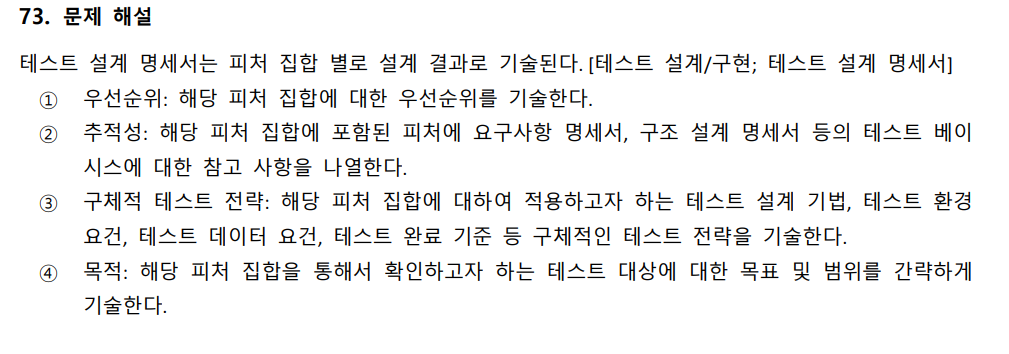 73. 문제 해설
테스트 설계 명세서는 피처 집합 별로 설계 결과로 기술된다. [테스트 설계/구현; 테스트 설계 명세서]
① 우선순위: 해당 피처 집합에 대한 우선순위를 기술한다.
② 추적성: 해당 피처 집합에 포함된 피처에 요구사항 명세서, 구조 설계 명세서 등의 테스트 베이
시스에 대한 참고 사항을 나열한다.
③ 구체적 테스트 전략: 해당 피처 집합에 대하여 적용하고자 하는 테스트 설계 기법, 테스트 환경
요건, 테스트 데이터 요건, 테스트 완료 기준 등 구체적인 테스트 전략을 기술한다.
④ 목적: 해당 피처 집합을 통해서 확인하고자 하는 테스트 대상에 대한 목표 및 범위를 간략하게
기술한다.